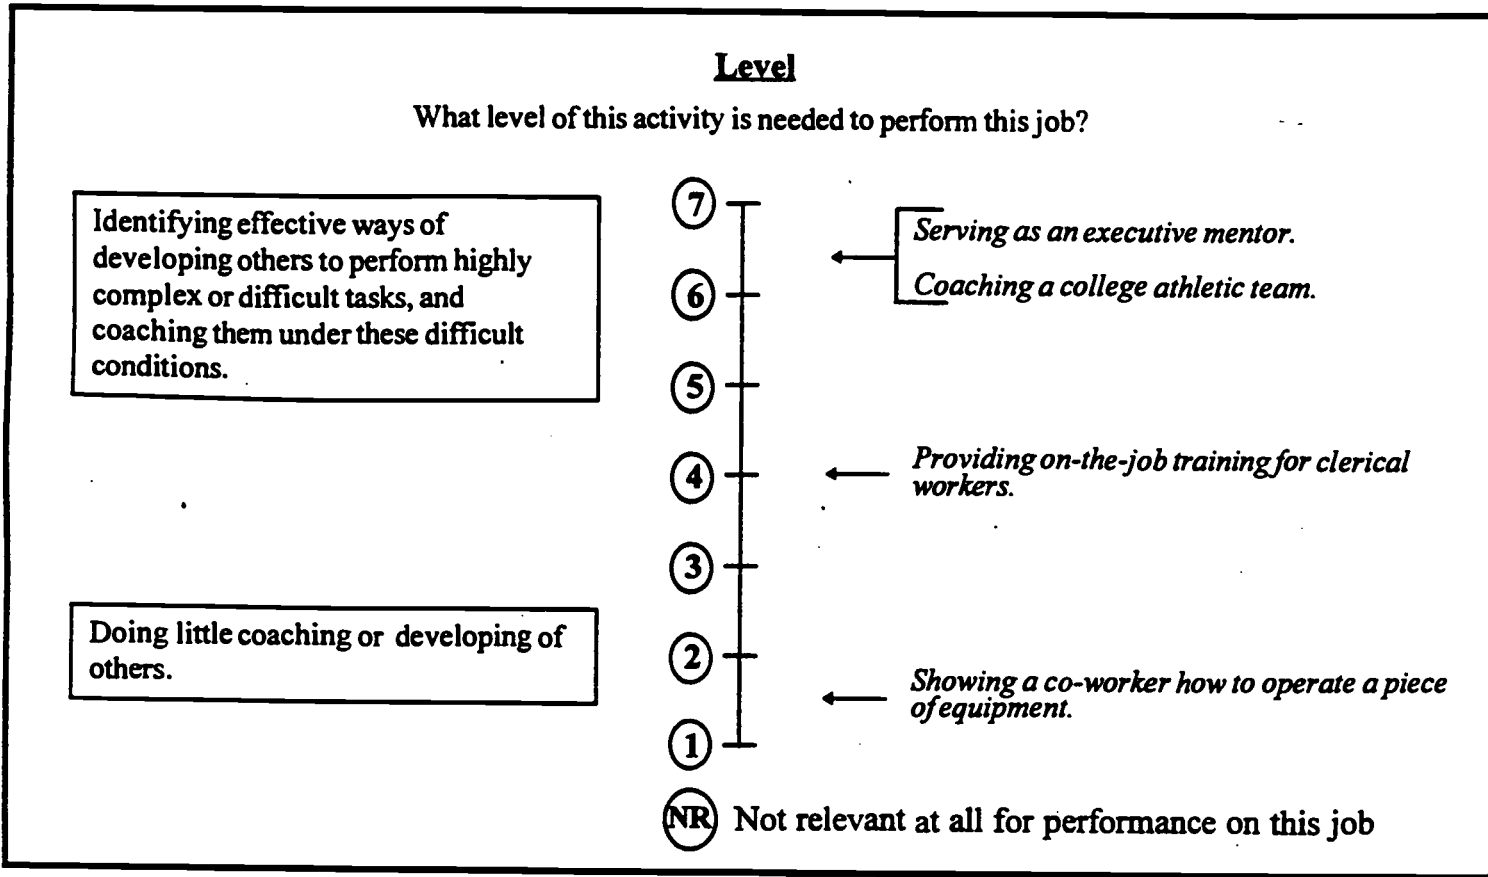 Level
What level of this activity is needed to perform this job?
Identifying effective ways of
developing others to perform highly
complex or difficult tasks, and
coaching them under these difficult
conditions.
7
Serving as an executive mentor.
6
Coaching a college athletic team.
5
4
Providing on-the-job training for clerical
workers.
3
Doing little coaching or developing of
others.
2
Showing a co-worker how to operate a piece
of equipment.
1
NR Not relevant at all for performance on this job